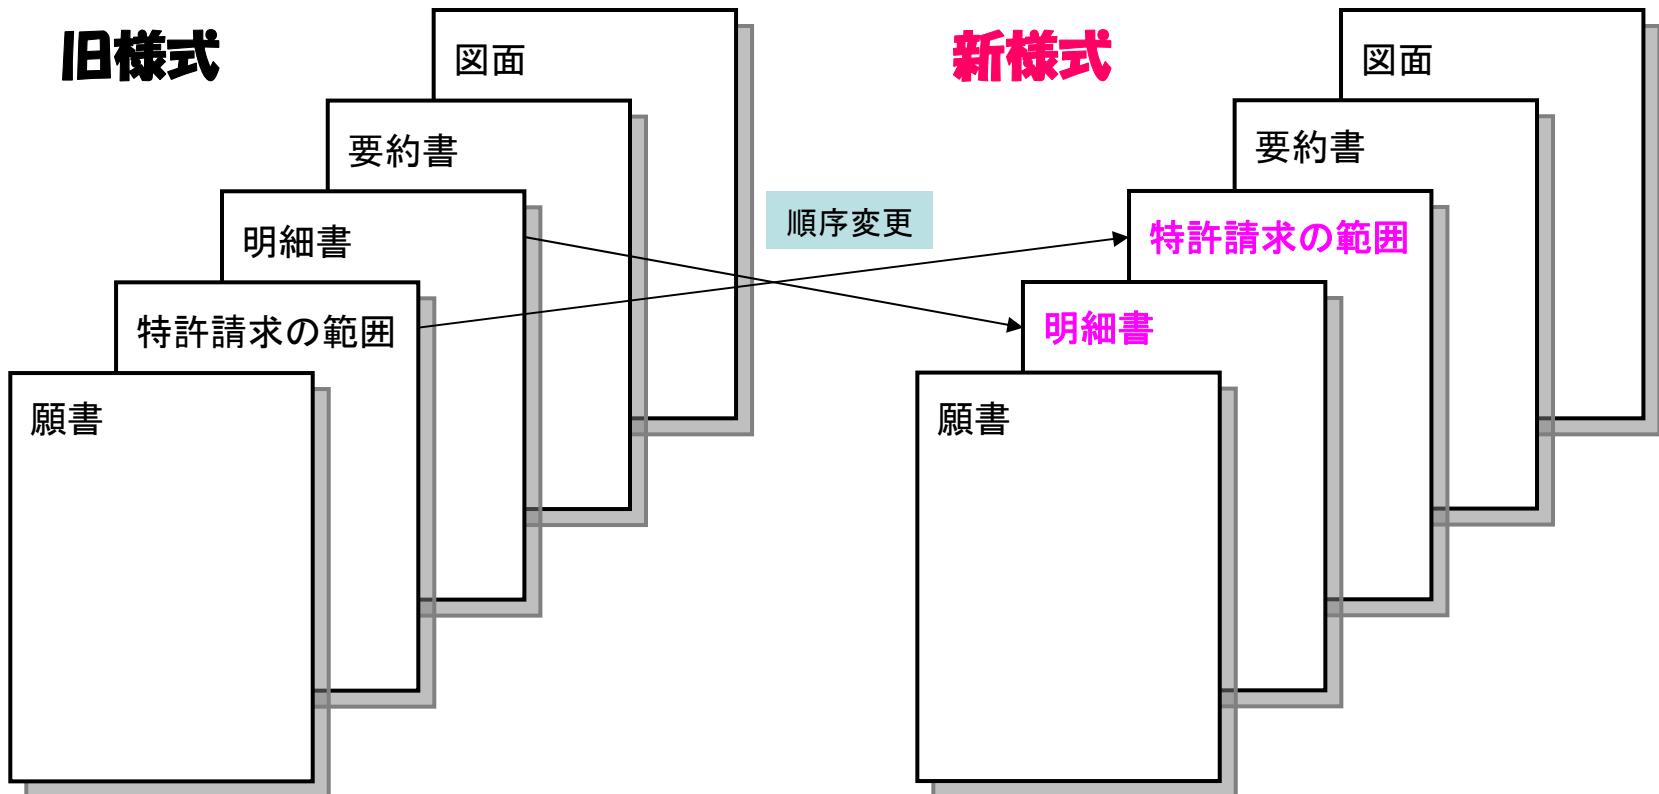 旧様式
図面
要約書
明細書
特許請求の範囲
願書
順序変更
新様式
図面
要約書
特許請求の範囲
明細書
願書